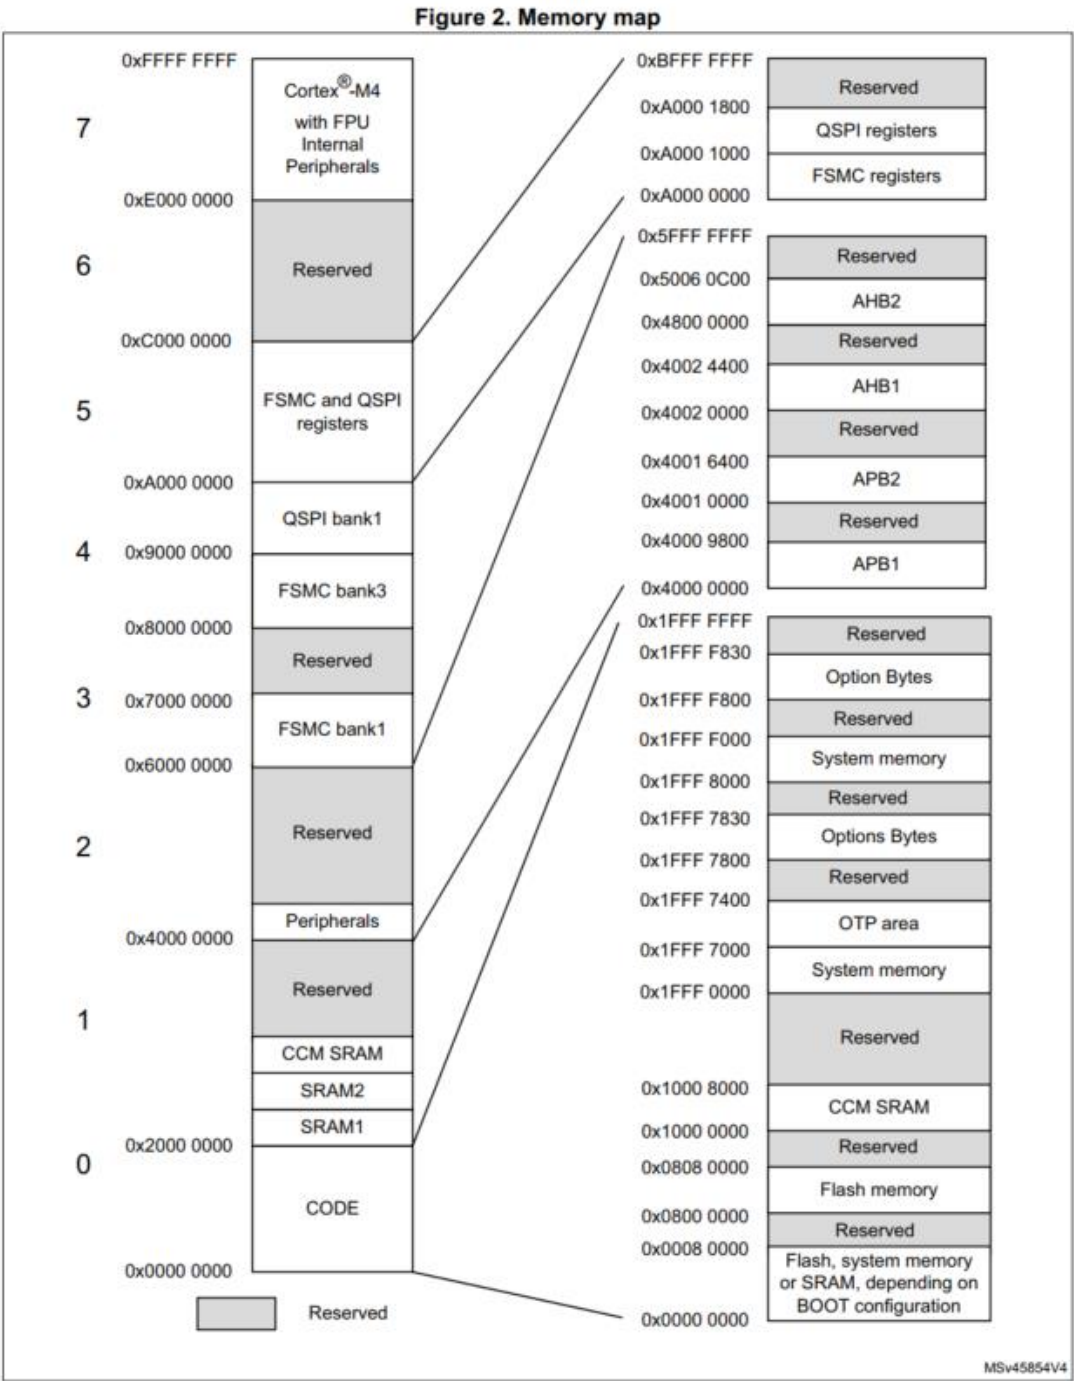 Figure 2. Memory map
0xFFFF FFFF
Cortex®-M4
with FPU
Internal
Peripherals
7
0xE000 0000
6
Reserved
0xC000 0000
5
FSMC and QSPI
registers
0xA000 0000
QSPI bank1
4
0x9000 0000
FSMC bank3
0x8000 0000
Reserved
3
0x7000 0000
FSMC bank1
0x6000 0000
2
Reserved
Peripherals
0x4000 0000
Reserved
1
CCM SRAM
SRAM2
SRAM1
0x2000 0000
0
CODE
0x0000 0000
Reserved
0xBFFF FFFF
Reserved
0xA000 1800
QSPI registers
0xA000 1000
FSMC registers
0xA000 0000
0x5FFF FFFF
Reserved
0x5006 0C00
AHB2
0x4800 0000
Reserved
0x4002 4400
AHB1
0x4002 0000
Reserved
0x4001 6400
APB2
0x4001 0000
Reserved
0x4000 9800
APB1
0x4000 0000
0x1FFF FFFF
Reserved
0x1FFF F830
Option Bytes
0x1FFF F800
Reserved
0x1FFF F000
System memory
0x1FFF 8000
Reserved
0x1FFF 7830
Options Bytes
0x1FFF 7800
Reserved
0x1FFF 7400
OTP area
0x1FFF 7000
System memory
0x1FFF 0000
Reserved
0x1000 8000
CCM SRAM
0x1000 0000
Reserved
0x0808 0000
Flash memory
0x0800 0000
Reserved
0x0008 0000
Flash, system memory
or SRAM, depending on
BOOT configuration
0x0000 0000
MSv45854V4